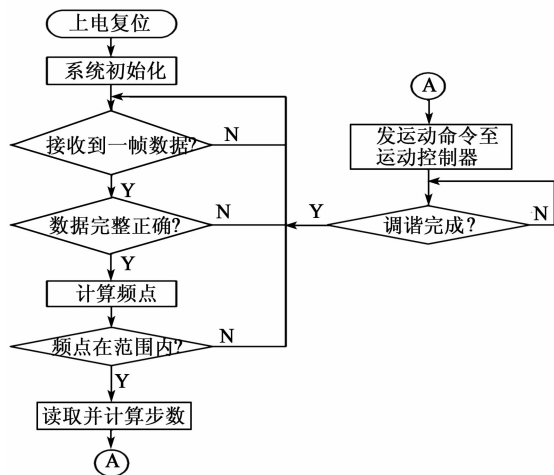 上电复位
系统初始化
接收到一帧数据?
N
Y
数据完整正确?
N
Y
计算频点
频点在范围内?
N
Y
读取并计算步数
A
A
发运动命令至
运动控制器
调谐完成?
Y
N